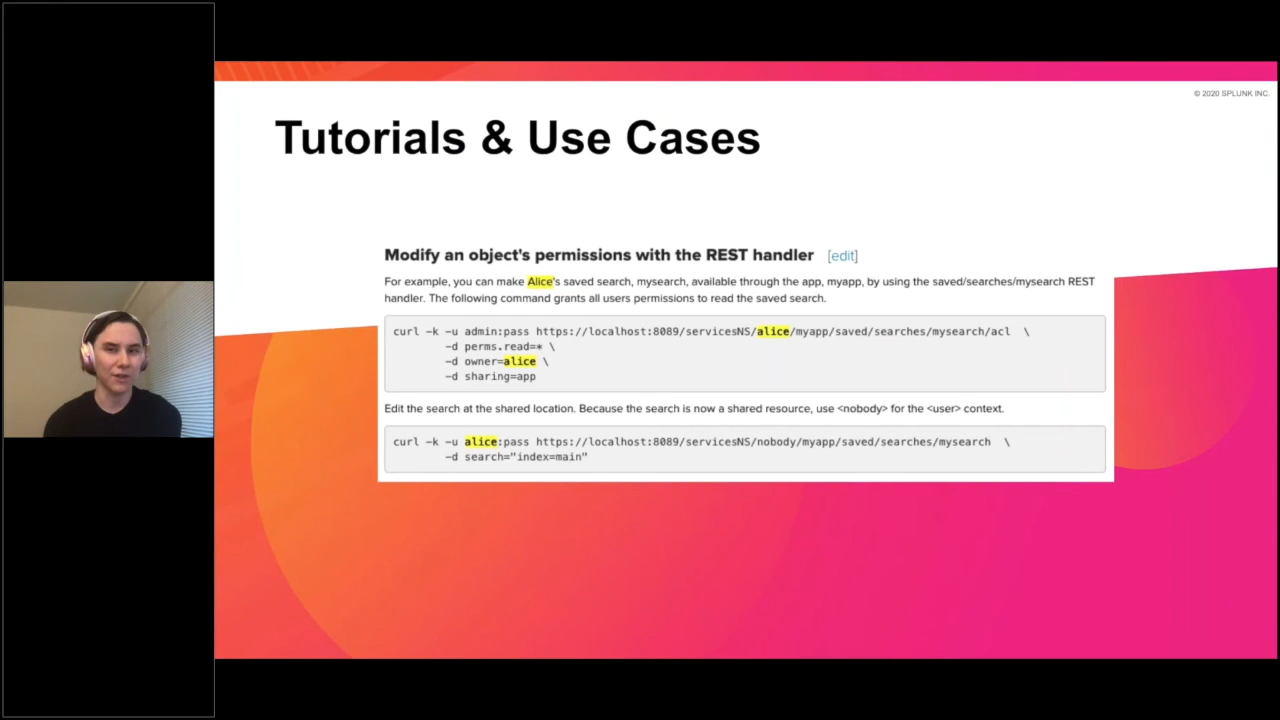 © 2020 SPLUNK INC.
Tutorials & Use Cases
Modify an object's permissions with the REST handler [edit]
For example, you can make Alice's saved search, mysearch, available through the app, myapp, by using the saved/searches/mysearch REST
handler. The following command grants all users permissions to read the saved search.
curl -k -u admin:pass https://localhost:8089/servicesNS/alice/myapp/saved/searches/mysearch/acl \
-d perms.read=* \
-d owner=alice \
-d sharing=app
Edit the search at the shared location. Because the search is now a shared resource, use <nobody> for the <user> context.
curl -k -u alice:pass https://localhost:8089/servicesNS/nobody/myapp/saved/searches/mysearch \
-d search="index=main"